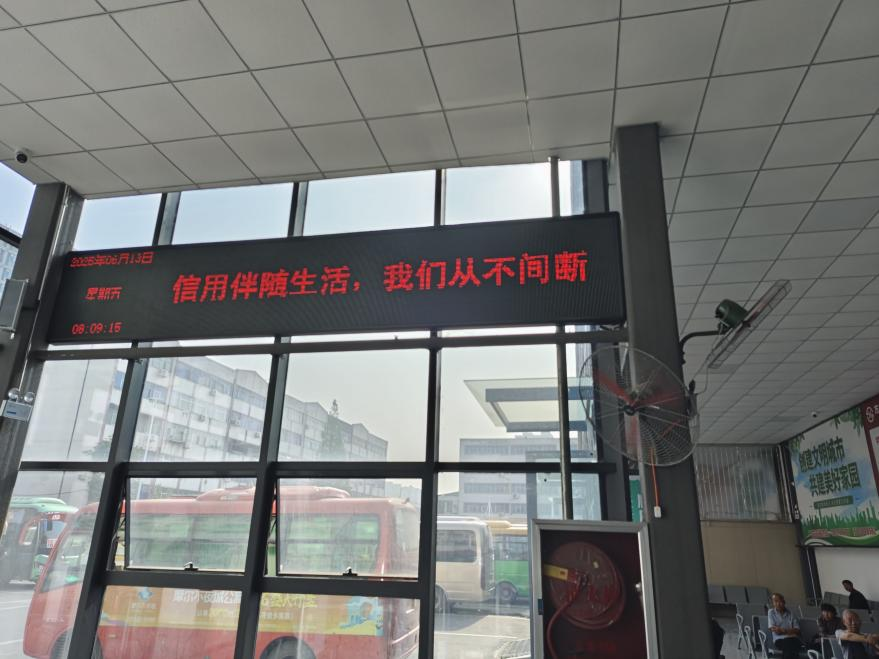 2025年06月13日
星期五
08:09:15
信用伴随生活，我们从不间断
创建文明城市
共建美好家园